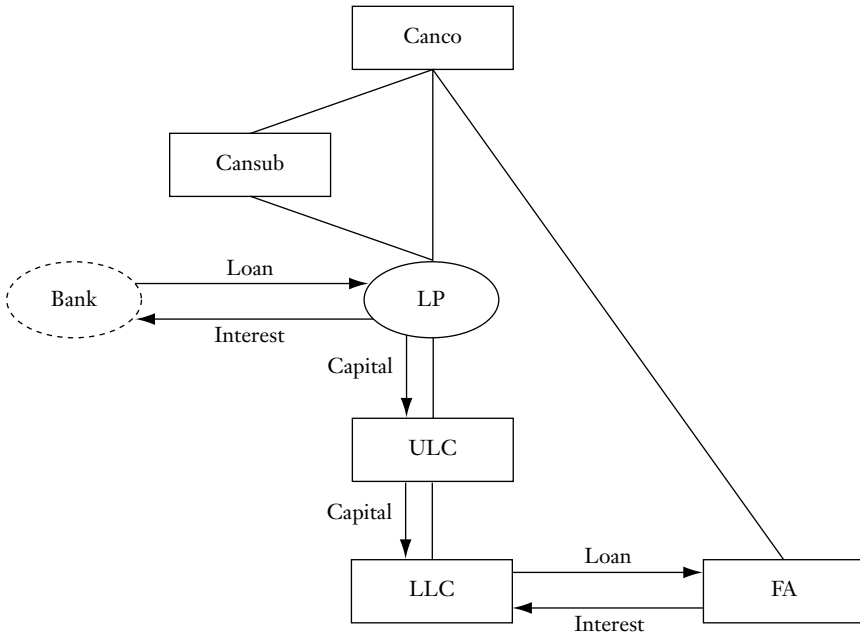 Canco
Cansub
Loan
Bank
LP
Interest
Capital
ULC
Capital
Loan
LLC
FA
Interest